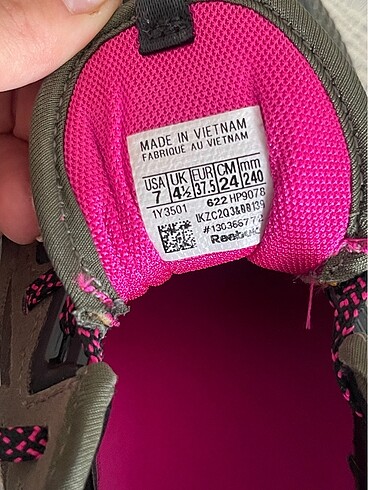 MADE IN VIETNAM
FABRIQUE AU VIETNAM
USA UK EUR CM mm
7 4½ 37.5 24 240
1Y3501 622 HP9078
Reebok